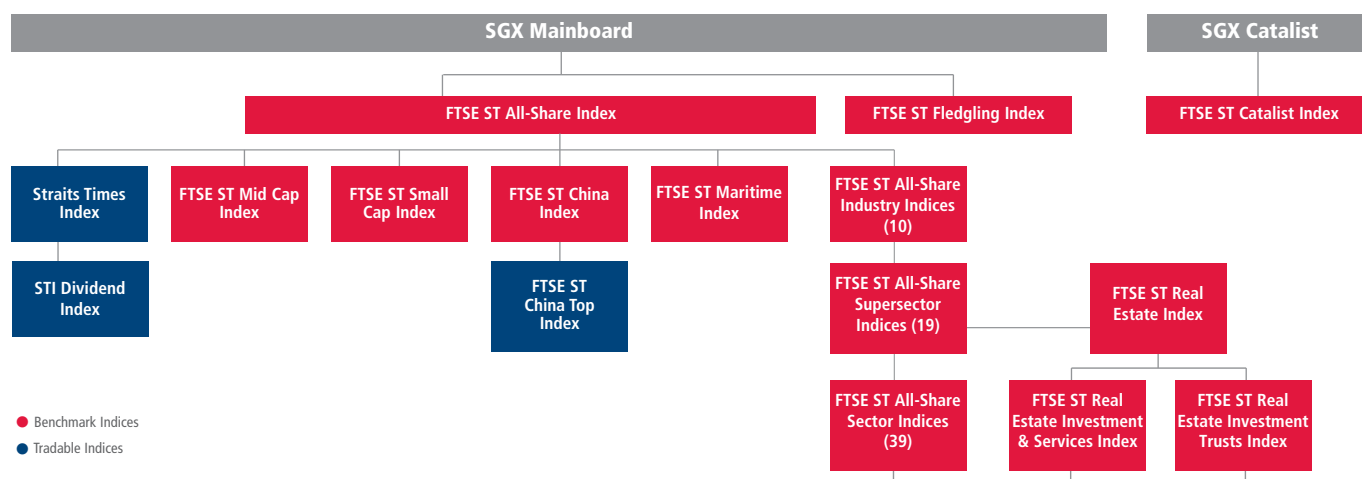 SGX Mainboard
SGX Catalist
FTSE ST All-Share Index
FTSE ST Fledgling Index
FTSE ST Catalist Index
Straits Times
Index
FTSE ST Mid Cap
Index
FTSE ST Small
Cap Index
FTSE ST China
Index
FTSE ST Maritime
Index
FTSE ST All-Share
Industry Indices
(10)
STI Dividend
Index
FTSE ST
China Top
Index
FTSE ST All-Share
Supersector
Indices (19)
FTSE ST Real
Estate Index
FTSE ST All-Share
Sector Indices
(39)
FTSE ST Real
Estate Investment
& Services Index
FTSE ST Real
Estate Investment
Trusts Index
Benchmark Indices
Tradable Indices